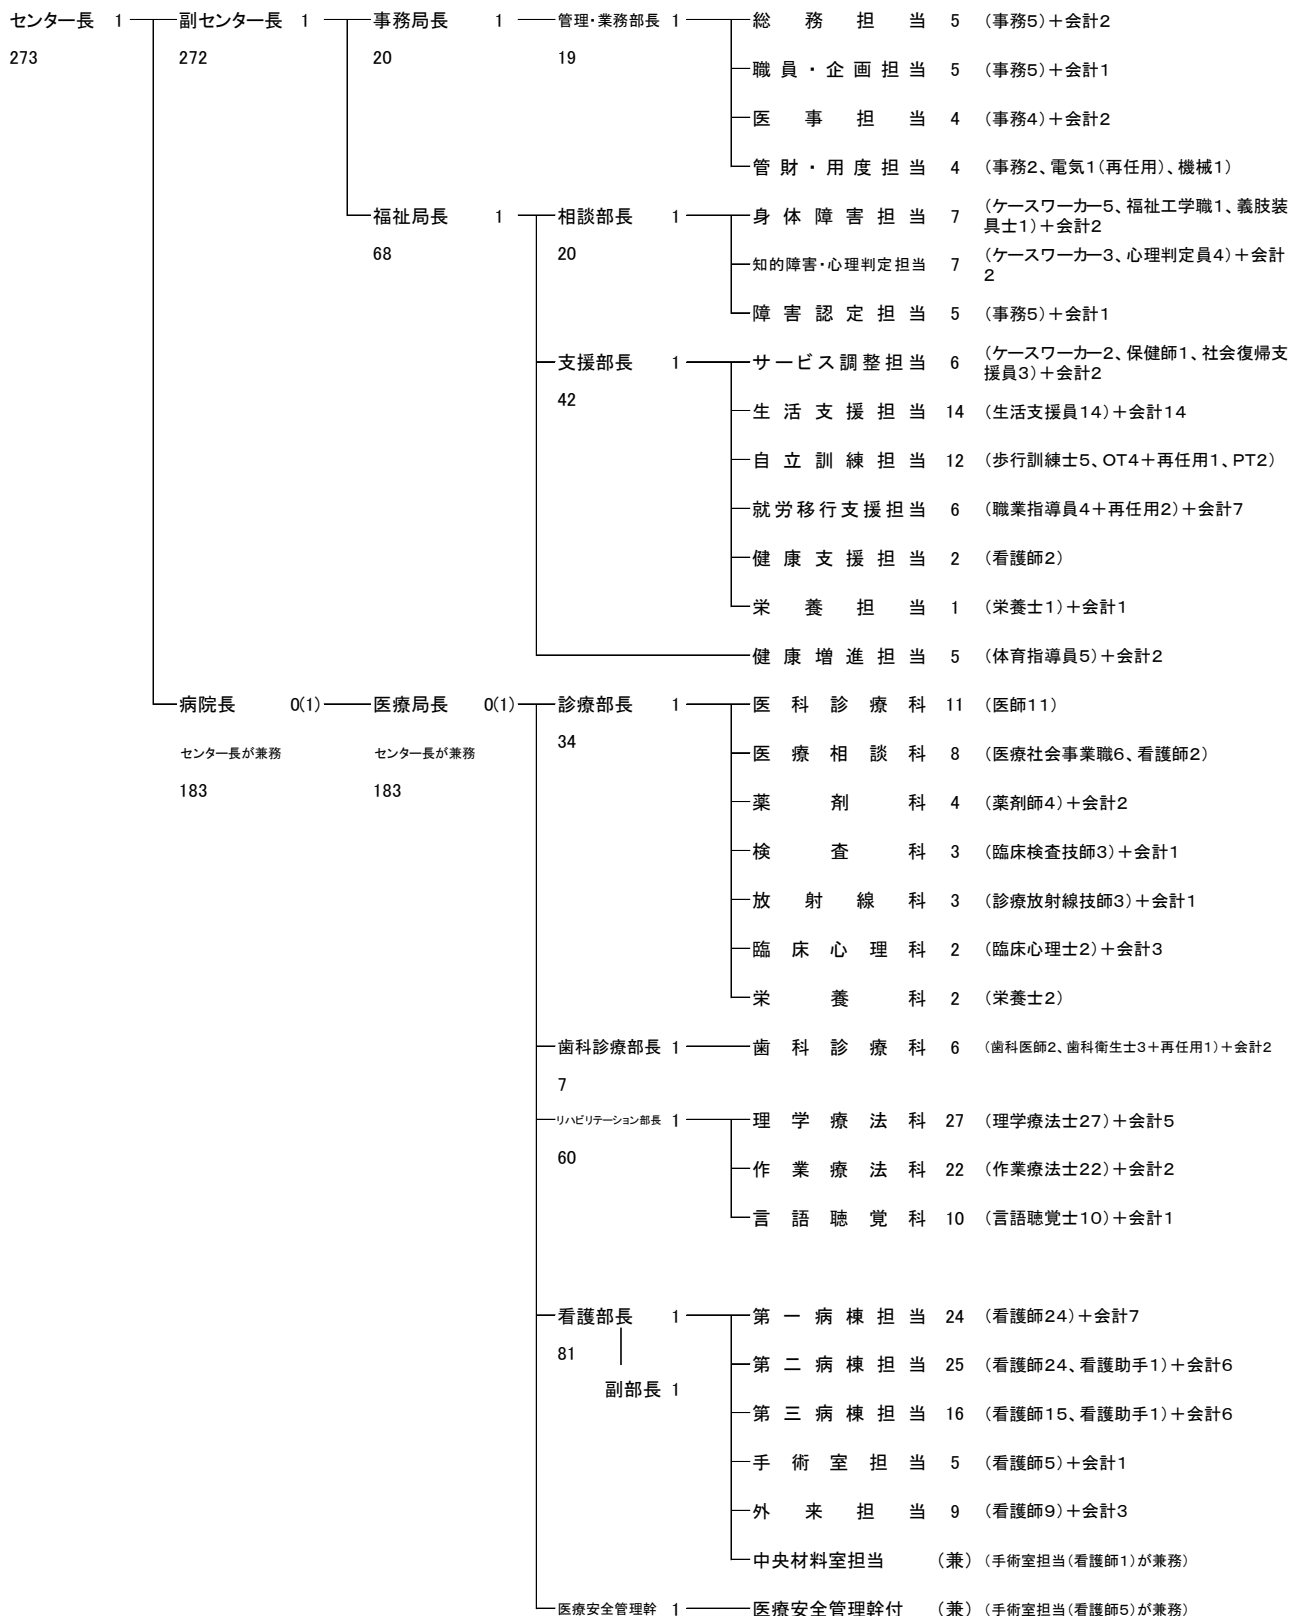 センター長 1 副センター長 1 事務局長 1 管理・業務部長 1 総務担当 5 (事務5)+会計2
273 272 20 19
職員・企画担当 5 (事務5)+会計1
医事担当 4 (事務4)+会計2
管財・用度担当 4 (事務2、電気1(再任用)、機械1)
福祉局長 1 相談部長 1 身体障害担当 7 (ケースワーカー5、福祉工学職1、義肢装
具士1)+会計2
68 20
知的障害・心理判定担当 7 (ケースワーカー3、心理判定員4)+会計
2
障害認定担当 5 (事務5)+会計1
支援部長 1 サービス調整担当 6 (ケースワーカー2、保健師1、社会復帰支
援員3)+会計2
42
生活支援担当 14 (生活支援員14)+会計14
自立訓練担当 12 (歩行訓練士5、OT4+再任用1、PT2)
就労移行支援担当 6 (職業指導員4+再任用2)+会計7
健康支援担当 2 (看護師2)
栄養担当 1 (栄養士1)+会計1
健康増進担当 5 (体育指導員5)+会計2
病院長 0(1) 医療局長 0(1) 診療部長 1 医科診療科 11 (医師11)
34
センター長が兼務 センター長が兼務 医療相談科 8 (医療社会事業職6、看護師2)
183 183
薬剤科 4 (薬剤師4)+会計2
検査科 3 (臨床検査技師3)+会計1
放射線科 3 (診療放射線技師3)+会計1
臨床心理科 2 (臨床心理士2)+会計3
栄養科 2 (栄養士2)
歯科診療部長 1 歯科診療科 6 (歯科医師2、歯科衛生士3+再任用1)+会計2
7
リハビリテーション部長 1 理学療法科 27 (理学療法士27)+会計5
60
作業療法科 22 (作業療法士22)+会計2
言語聴覚科 10 (言語聴覚士10)+会計1
看護部長 1 第一病棟担当 24 (看護師24)+会計7
81
第二病棟担当 25 (看護師24、看護助手1)+会計6
副部長 1
第三病棟担当 16 (看護師15、看護助手1)+会計6
手術室担当 5 (看護師5)+会計1
外来担当 9 (看護師9)+会計3
中央材料室担当 (兼) (手術室担当(看護師1)が兼務)
医療安全管理幹 1 医療安全管理幹付 (兼) (手術室担当(看護師5)が兼務)